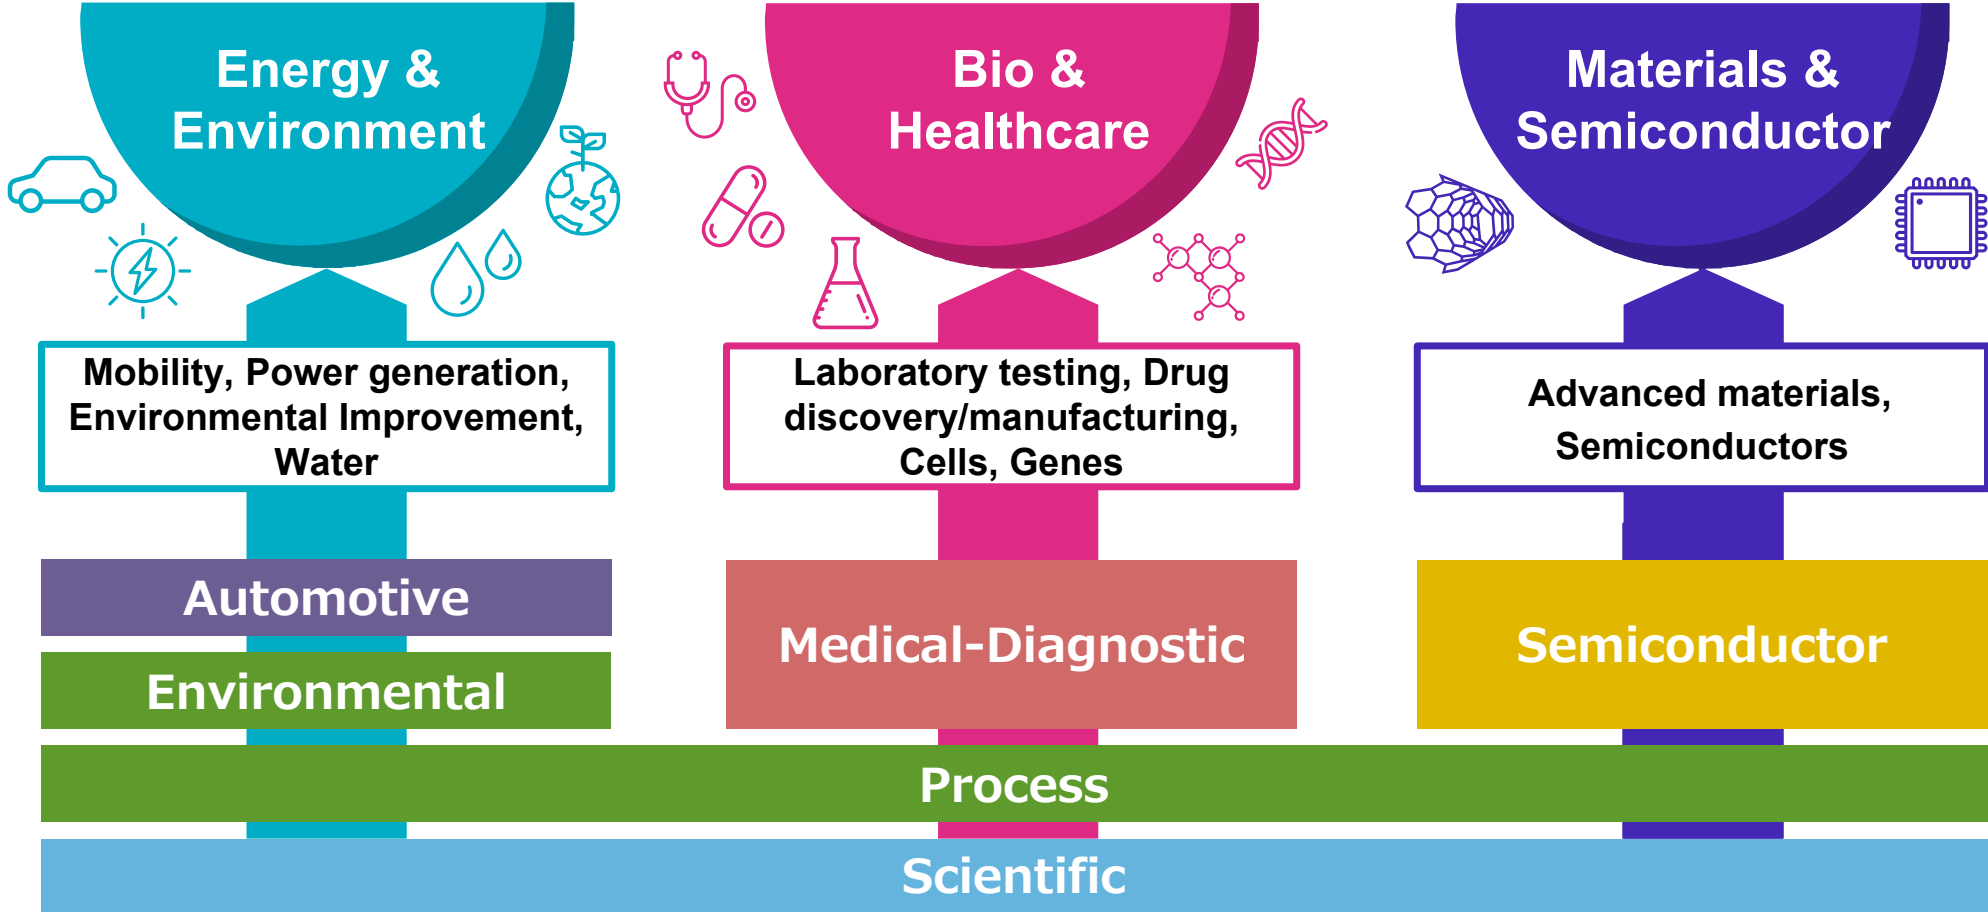 Energy &
Environment
Bio &
Healthcare
Materials &
Semiconductor
Mobility, Power generation,
Environmental Improvement,
Water
Laboratory testing, Drug
discovery/manufacturing,
Cells, Genes
Advanced materials,
Semiconductors
Automotive
Environmental
Medical-Diagnostic
Semiconductor
Process
Scientific